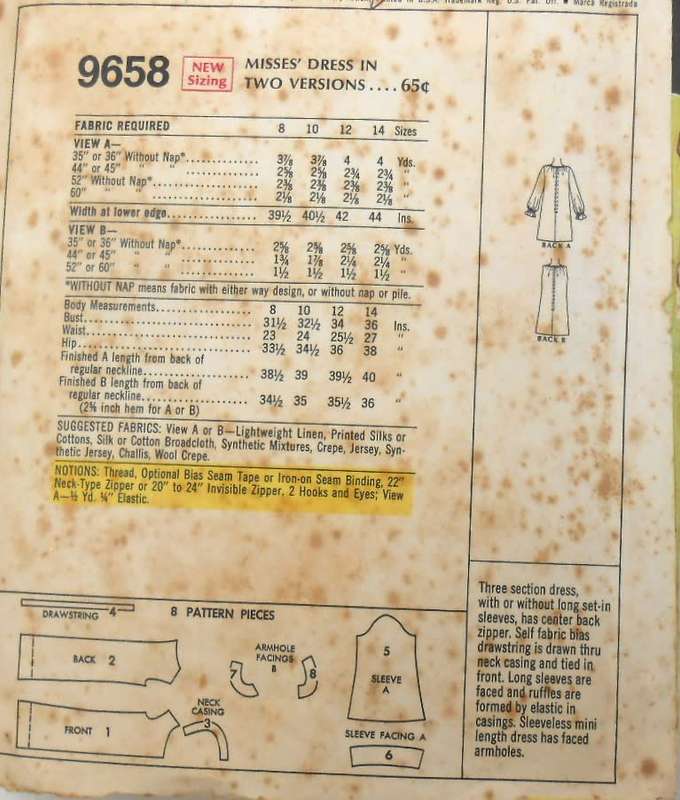 Trademark Reg. U.S. Pat. Off. ■ Marca Registrada
9658 NEW Sizing MISSES' DRESS IN TWO VERSIONS .... 65¢
FABRIC REQUIRED 8 10 12 14 Sizes
VIEW A—
35" or 36" Without Nap*.............. 3⅞ 3⅞ 4 4 Yds.
44" or 45" " " .............. 2⅝ 2⅝ 2¾ 2¾ "
52" Without Nap*.............. 2⅜ 2⅜ 2⅜ 2⅜ "
60" " " .............. 2⅛ 2⅛ 2⅛ 2⅛ "
Width at lower edge.............. 39½ 40½ 42 44 Ins.
VIEW B—
35" or 36" Without Nap*.............. 2⅝ 2⅝ 2⅝ 2⅝ Yds.
44" or 45" " " .............. 1¾ 1⅞ 2¼ 2¼ "
52" or 60" " " .............. 1½ 1½ 1½ 1½ "
*WITHOUT NAP means fabric with either way design, or without nap or pile.
Body Measurements.............. 8 10 12 14
Bust.............. 31½ 32½ 34 36 Ins.
Waist.............. 23 24 25½ 27 "
Hip.............. 33½ 34½ 36 38 "
Finished A length from back of
regular neckline.............. 38½ 39 39½ 40 "
Finished B length from back of
regular neckline.............. 34½ 35 35½ 36 "
(2⅝ inch hem for A or B)
SUGGESTED FABRICS: View A or B—Lightweight Linen, Printed Silks or
Cottons, Silk or Cotton Broadcloth, Synthetic Mixtures, Crepe, Jersey, Syn-
thetic Jersey, Challis, Wool Crepe.
NOTIONS: Thread, Optional Bias Seam Tape or Iron-on Seam Binding, 22"
Neck-Type Zipper or 20" to 24" Invisible Zipper, 2 Hooks and Eyes; View
A—½ Yd. ¼" Elastic.
BACK A
BACK B
DRAWSTRING 4
8 PATTERN PIECES
BACK 2
FRONT 1
NECK CASING 3
ARMHOLE FACINGS B
7
8
5
SLEEVE A
SLEEVE FACING A
6
Three section dress,
with or without long set-in
sleeves, has center back
zipper. Self fabric bias
drawstring is drawn thru
neck casing and tied in
front. Long sleeves are
faced and ruffles are
formed by elastic in
casings. Sleeveless mini
length dress has faced
armholes.